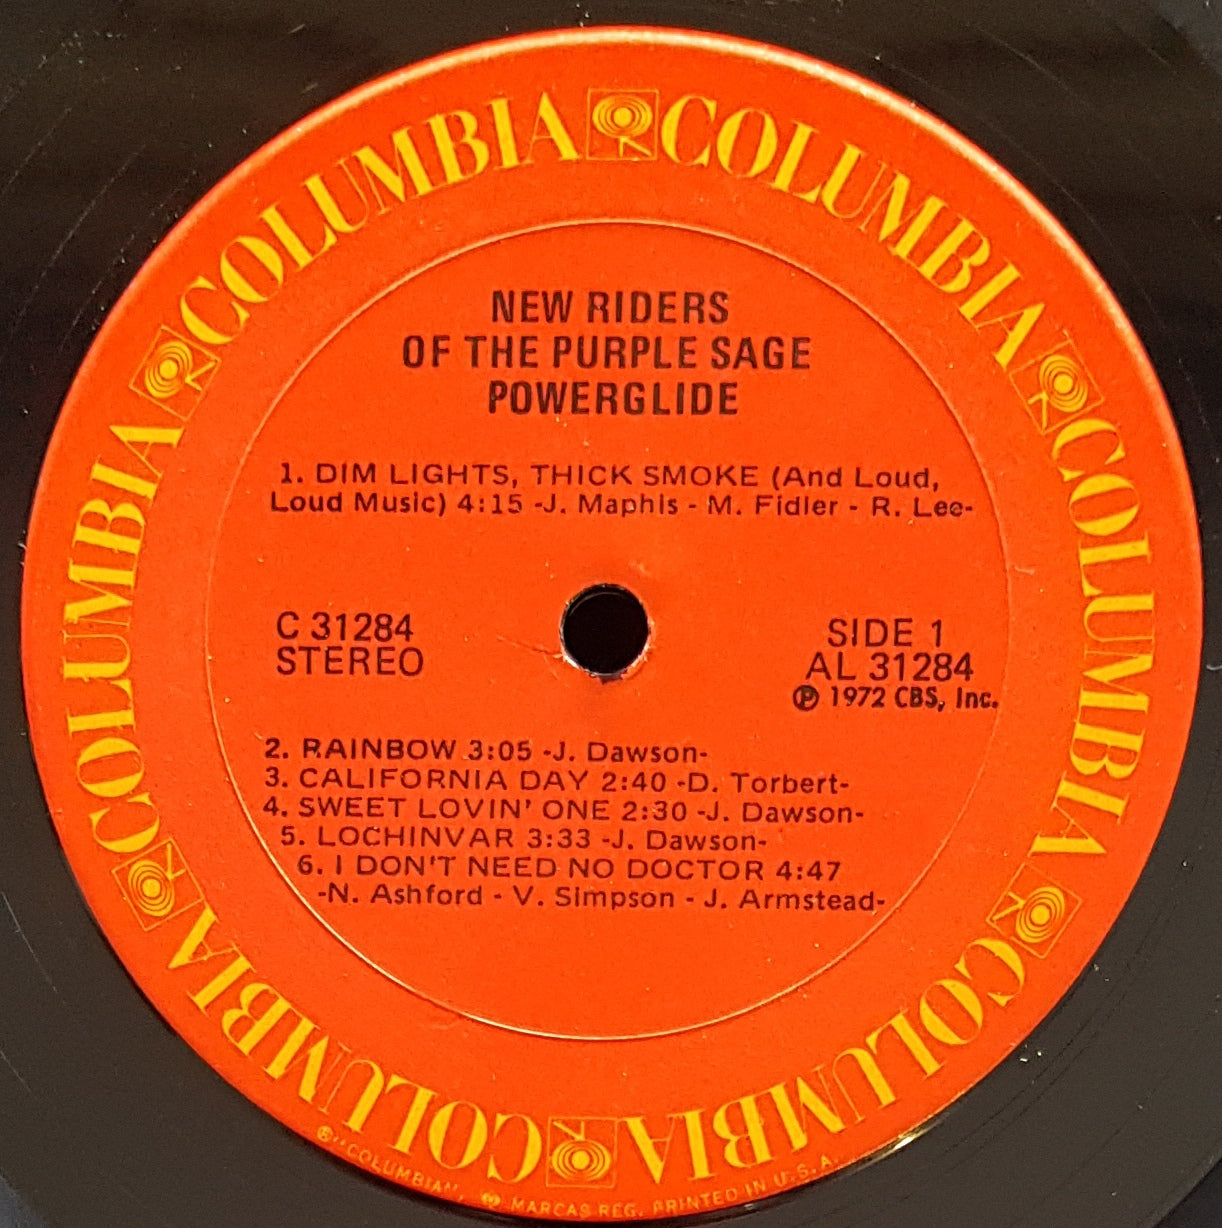 COLUMBIA COLUMBIA COLUMBIA COLUMBIA COLUMBIA COLUMBIA
NEW RIDERS
OF THE PURPLE SAGE
POWERGLIDE
1. DIM LIGHTS, THICK SMOKE (And Loud,
Loud Music) 4:15 -J. Maphis - M. Fidler - R. Lee-
C 31284
STEREO
SIDE 1
AL 31284
℗ 1972 CBS, Inc.
2. RAINBOW 3:05 -J. Dawson-
3. CALIFORNIA DAY 2:40 -D. Torbert-
4. SWEET LOVIN' ONE 2:30 -J. Dawson-
5. LOCHINVAR 3:33 -J. Dawson-
6. I DON'T NEED NO DOCTOR 4:47
-N. Ashford - V. Simpson - J. Armstead-
® "COLUMBIA", MARCAS REG. PRINTED IN U.S.A.